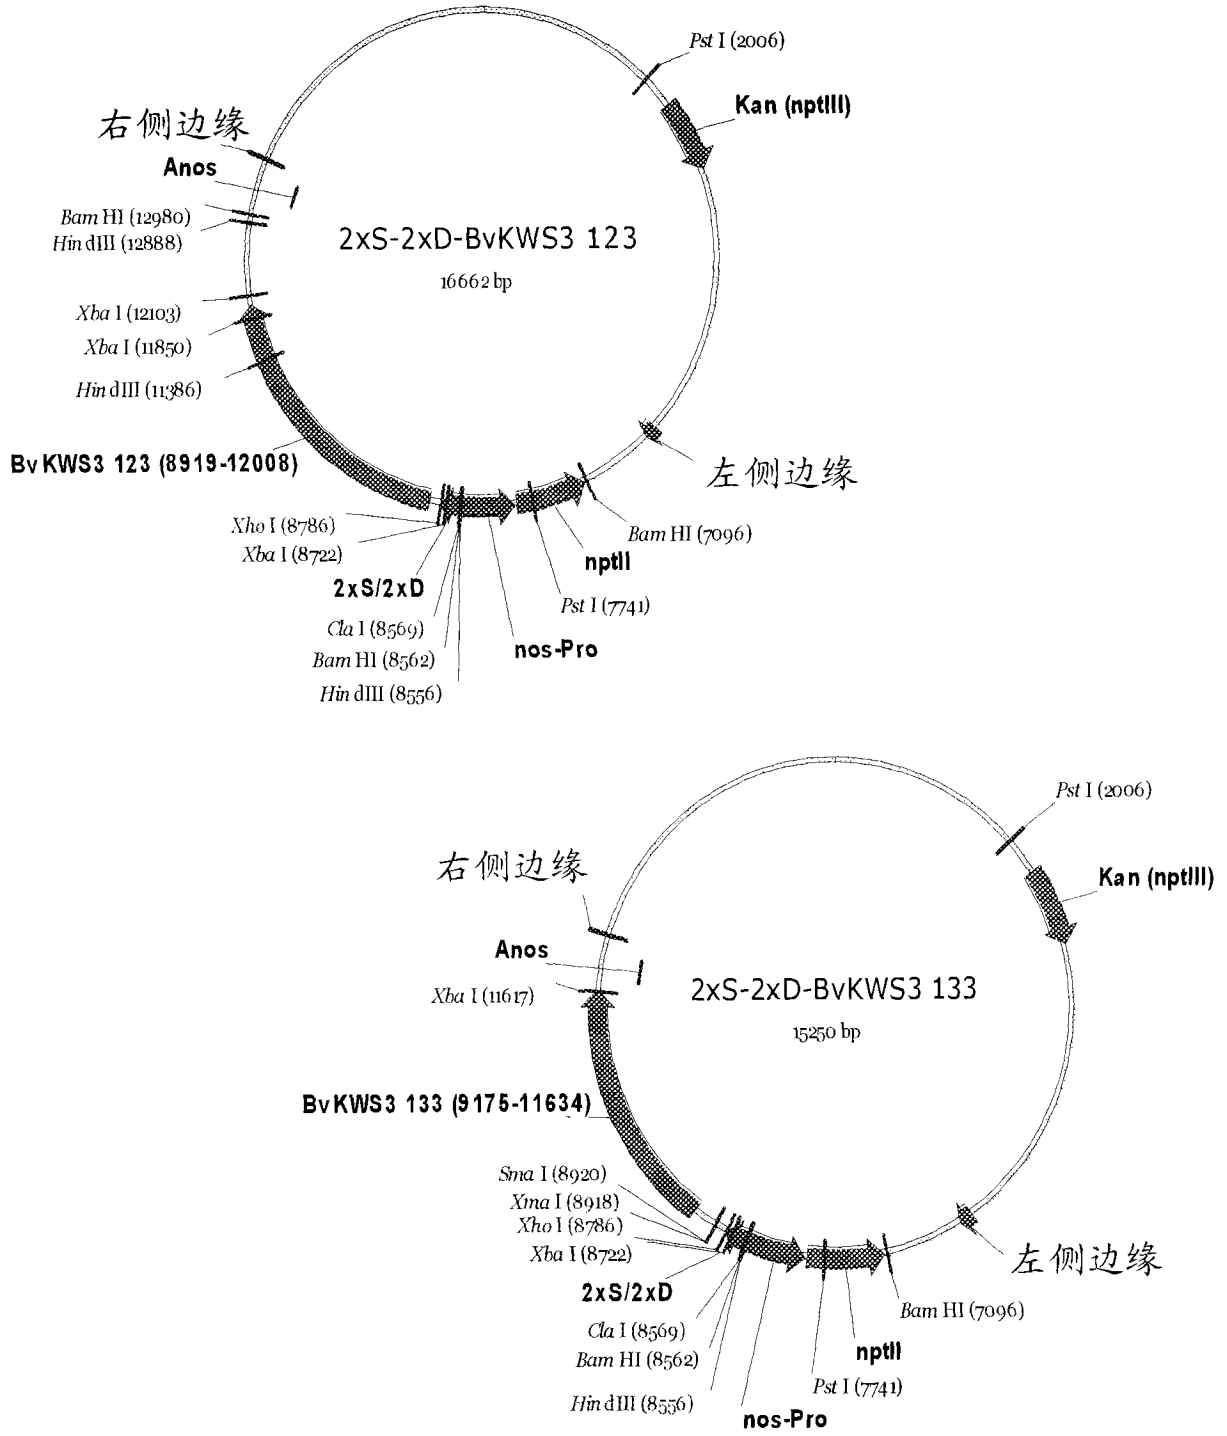 Pst I (2006)
Kan (nptIII)
右侧边缘
Anos
Bam HI (12980)
Hin dIII (12888)
2xS-2xD-BvKWS3 123
16662 bp
Xba I (12103)
Xba I (11850)
Hin dIII (11386)
Bv KWS3 123 (8919-12008)
左侧边缘
Xho I (8786)
Bam HI (7096)
Xba I (8722)
nptII
2xS/2xD
Pst I (7741)
Cla I (8569)
nos-Pro
Bam HI (8562)
Hin dIII (8556)
Pst I (2006)
右侧边缘
Kan (nptIII)
Anos
Xba I (11617)
2xS-2xD-BvKWS3 133
15250 bp
Bv KWS3 133 (9175-11634)
Sma I (8920)
Xma I (8918)
Xho I (8786)
Xba I (8722)
左侧边缘
2xS/2xD
Bam HI (7096)
Cla I (8569)
nptII
Bam HI (8562)
Pst I (7741)
Hin dIII (8556)
nos-Pro